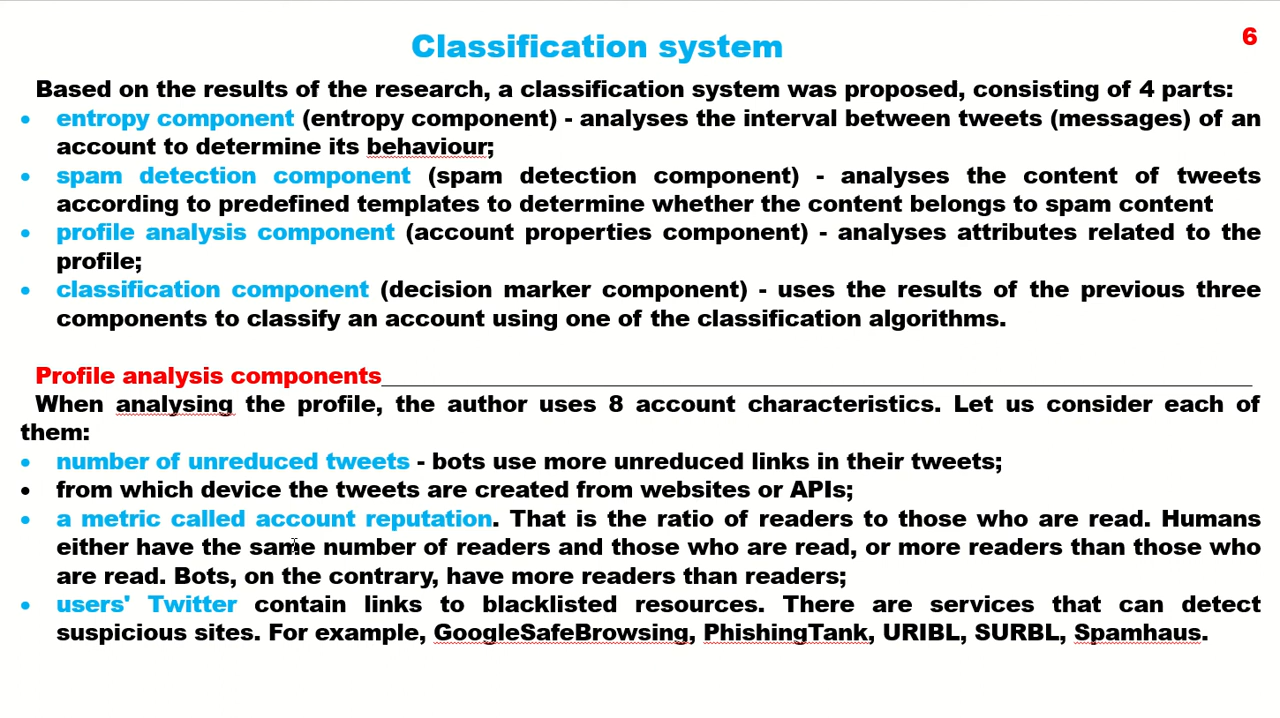 Classification system
6
Based on the results of the research, a classification system was proposed, consisting of 4 parts:
• entropy component (entropy component) - analyses the interval between tweets (messages) of an
account to determine its behaviour;
• spam detection component (spam detection component) - analyses the content of tweets
according to predefined templates to determine whether the content belongs to spam content
• profile analysis component (account properties component) - analyses attributes related to the
profile;
• classification component (decision marker component) - uses the results of the previous three
components to classify an account using one of the classification algorithms.
Profile analysis components
When analysing the profile, the author uses 8 account characteristics. Let us consider each of
them:
• number of unreduced tweets - bots use more unreduced links in their tweets;
• from which device the tweets are created from websites or APIs;
• a metric called account reputation. That is the ratio of readers to those who are read. Humans
either have the same number of readers and those who are read, or more readers than those who
are read. Bots, on the contrary, have more readers than readers;
• users' Twitter contain links to blacklisted resources. There are services that can detect
suspicious sites. For example, GoogleSafeBrowsing, PhishingTank, URIBL, SURBL, Spamhaus.